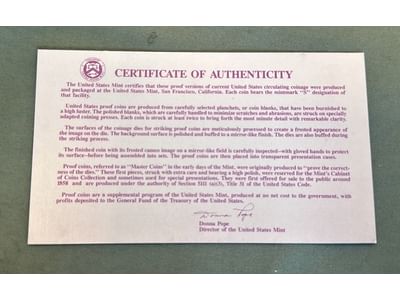 CERTIFICATE OF AUTHENTICITY
The United States Mint certifies that these proof versions of current United States circulating coinage were produced
and packaged at the United States Mint, San Francisco, California. Each coin bears the mintmark "S" designation of
that facility.
United States proof coins are produced from carefully selected planchets, or coin blanks, that have been burnished to
a high luster. The polished blanks, which are carefully handled to minimize scratches and abrasions, are struck on specially
adapted coining presses. Each coin is struck at least twice to bring forth the most minute detail with remarkable clarity.
The surfaces of the coinage dies for striking proof coins are meticulously processed to create a frosted appearance of
the image on the die. The background surface is polished and buffed to a mirror-like finish. The dies are also buffed during
the striking process.
The finished coin with its frosted cameo image on a mirror-like field is carefully inspected—with gloved hands to protect
its surface—before being assembled into sets. The proof coins are then placed into transparent presentation cases.
Proof coins, referred to as "Master Coins" in the early days of the Mint, were originally produced to "prove the correct-
ness of the dies." These first pieces, struck with extra care and bearing a high polish, were reserved for the Mint's Cabinet
of Coins Collection and sometimes used for special presentations. They were first offered for sale to the public around
1858 and are produced under the authority of Section 5111 (a)(3), Title 31 of the United States Code.
Proof coins are a supplemental program of the United States Mint, produced at no net cost to the government, with
profits deposited to the General Fund of the Treasury of the United States.
Donna Pope
Donna Pope
Director of the United States Mint